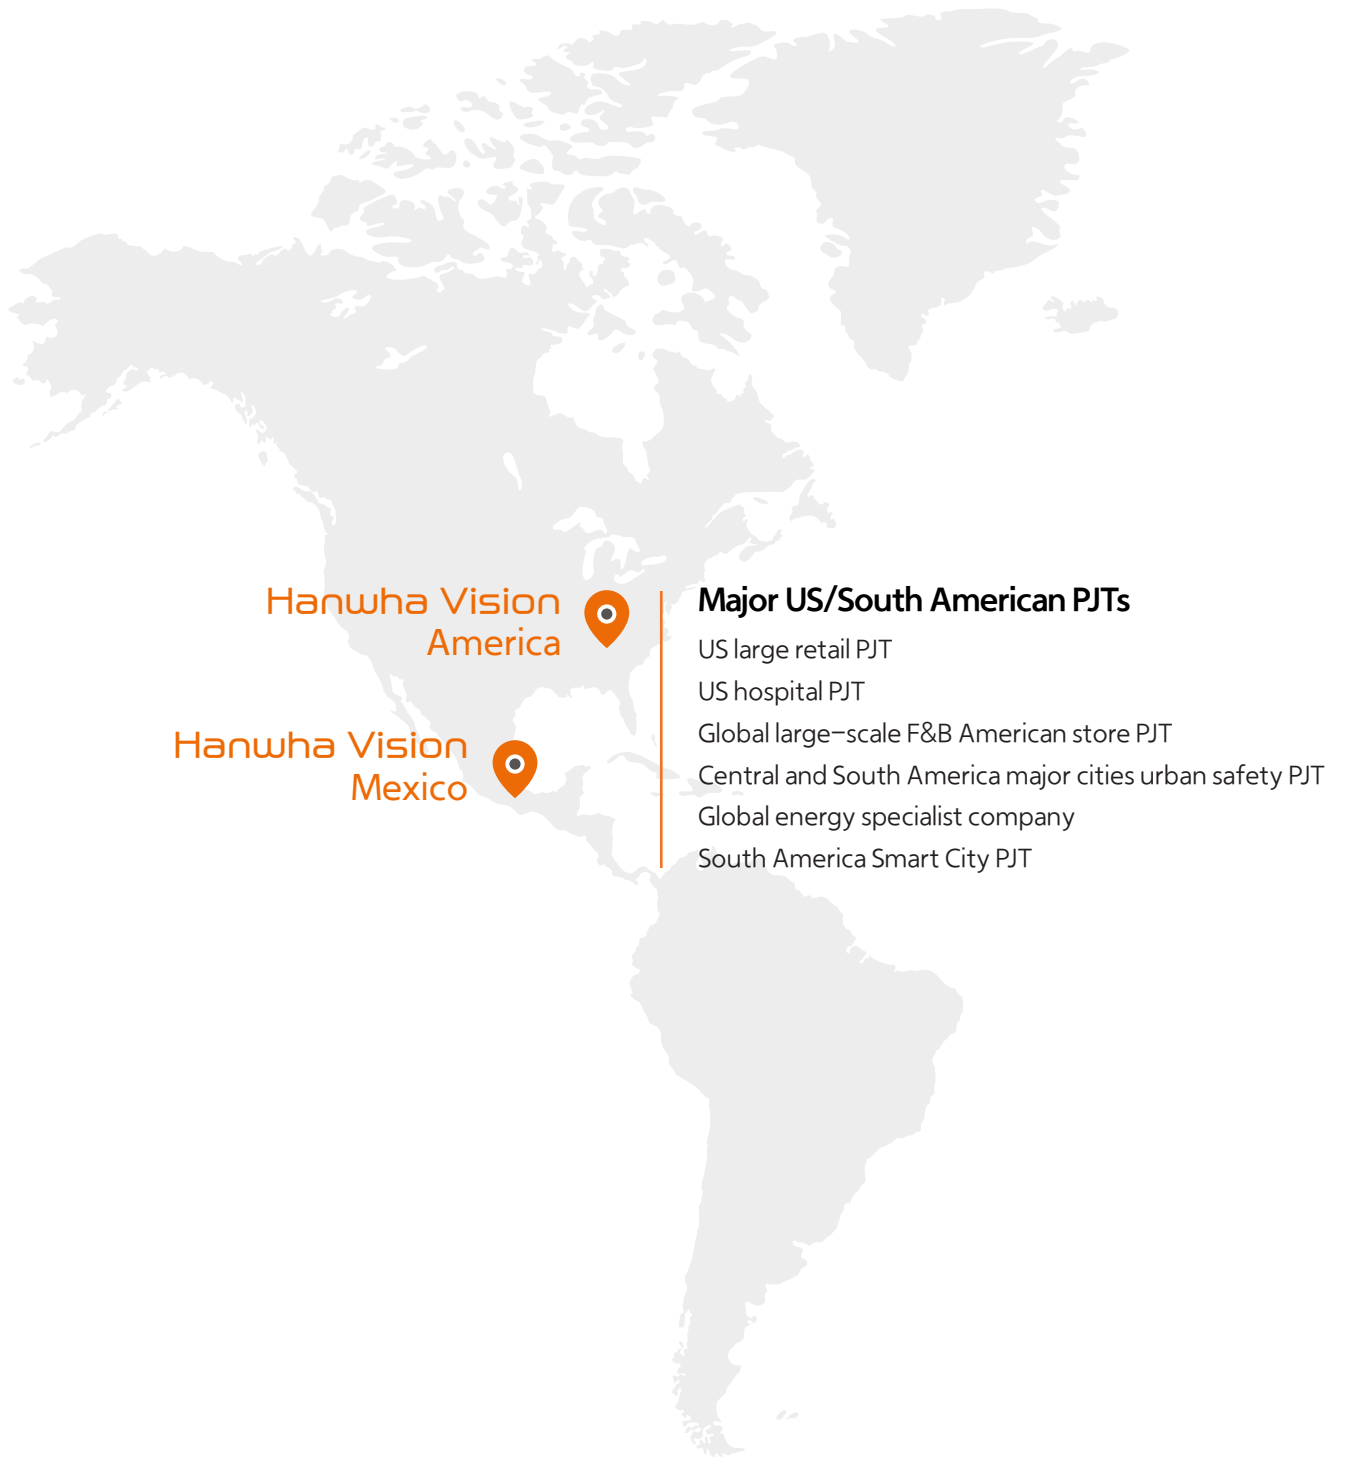 Hanwha Vision
America
Hanwha Vision
Mexico
Major US/South American PJTs
US large retail PJT
US hospital PJT
Global large-scale F&B American store PJT
Central and South America major cities urban safety PJT
Global energy specialist company
South America Smart City PJT